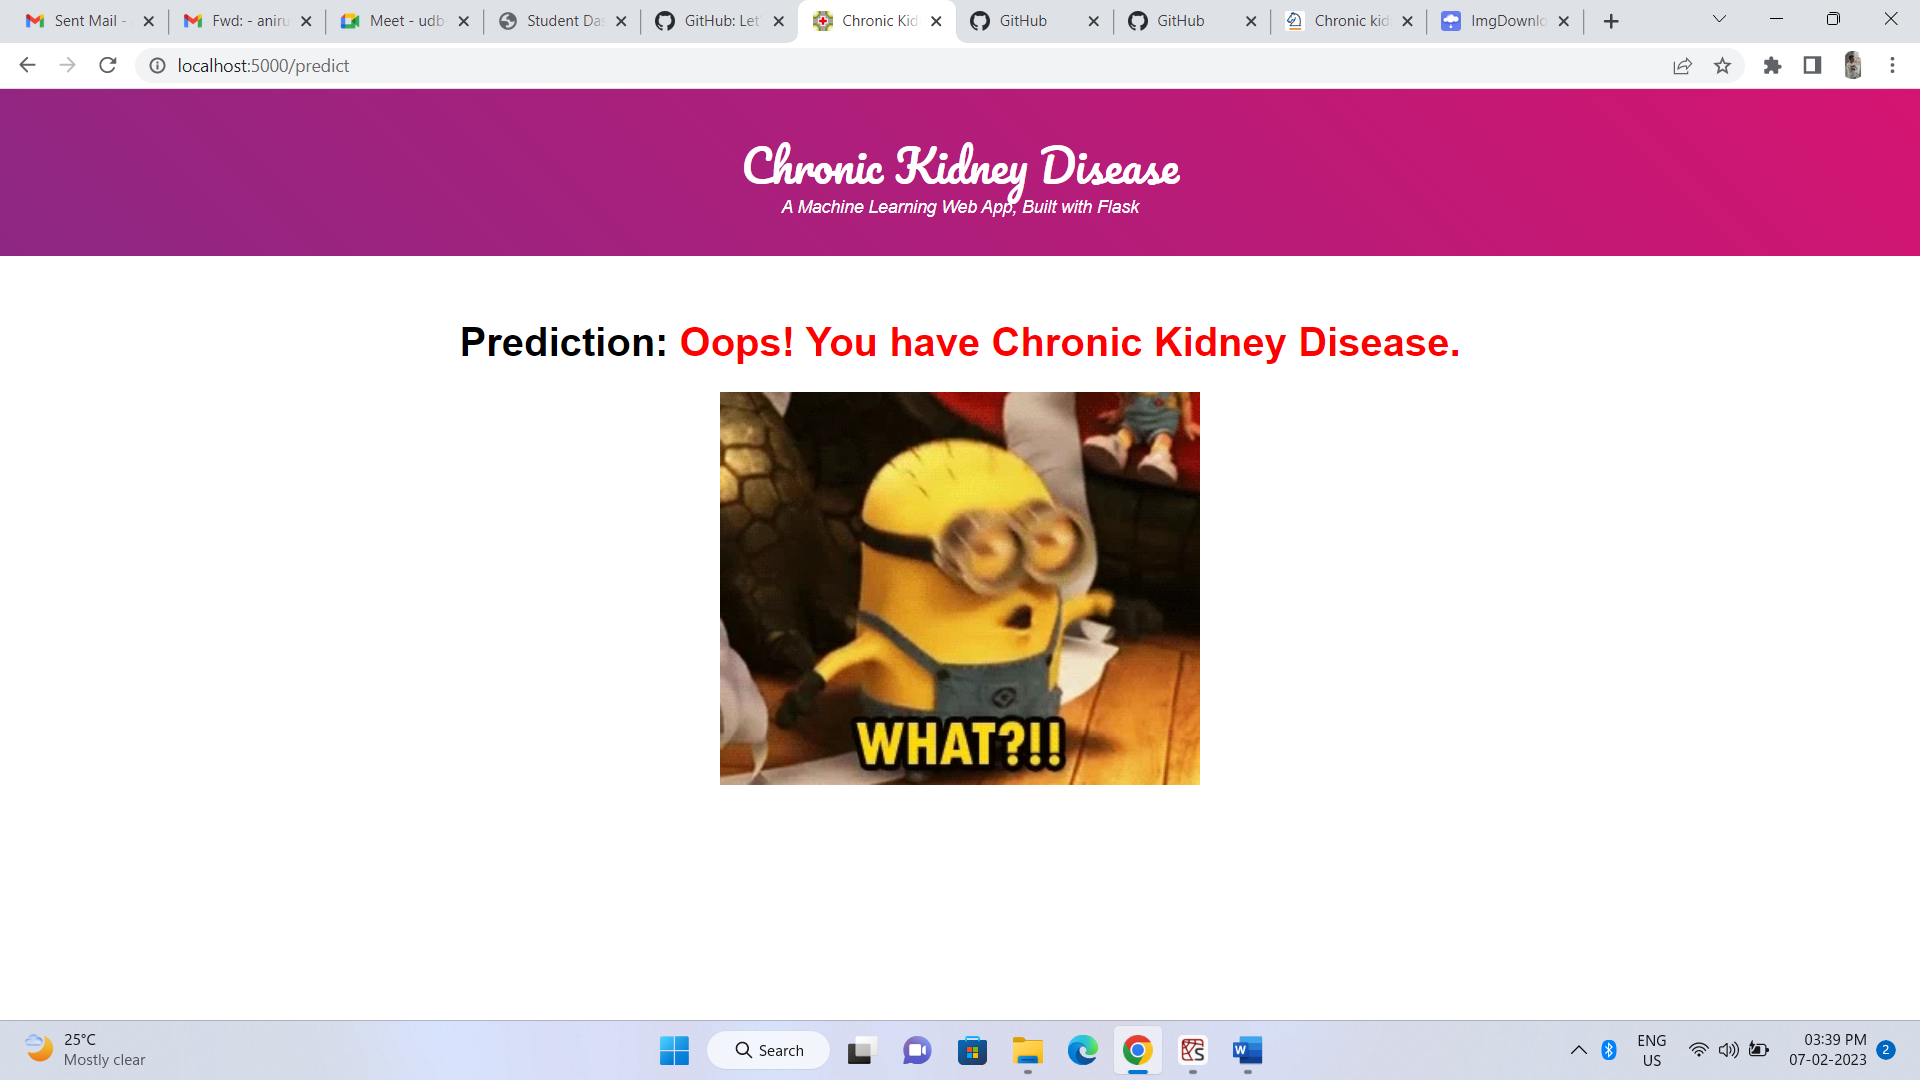 Sent Mail -
Fwd: - aniru
Meet - udb
Student Das
GitHub: Let'
Chronic Kid
GitHub
GitHub
Chronic kid
ImgDownlo
localhost:5000/predict
Chronic Kidney Disease
A Machine Learning Web App, Built with Flask
Prediction: Oops! You have Chronic Kidney Disease.
WHAT?!!
25°C
Mostly clear
Search
ENG
US
03:39 PM
07-02-2023
2